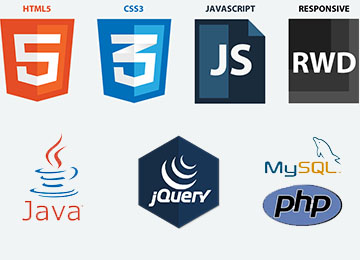 HTML5 CSS3 JAVASCRIPT RESPONSIVE
5 3 JS RWD
Java
jQuery
MySQL
php